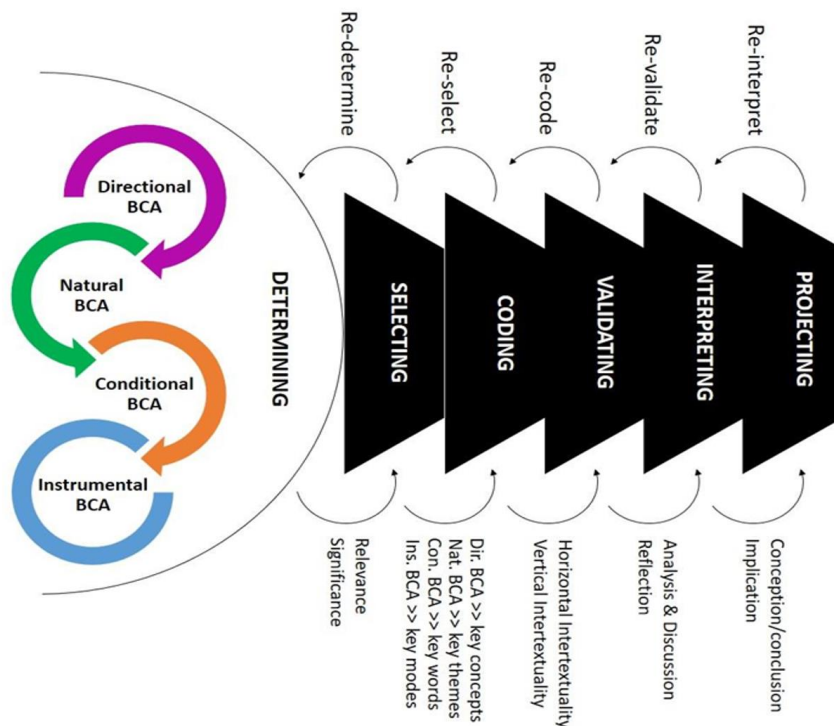 Re-determine
Re-select
Re-code
Re-validate
Re-interpret
Directional
BCA
Natural
BCA
Conditional
BCA
Instrumental
BCA
DETERMINING
SELECTING
CODING
VALIDATING
INTERPRETING
PROJECTING
Relevance
Significance
Dir. BCA >> key concepts
Nat. BCA >> key themes
Con. BCA >> key words
Ins. BCA >> key modes
Horizontal Intertextuality
Vertical Intertextuality
Analysis & Discussion
Reflection
Conception/conclusion
Implication